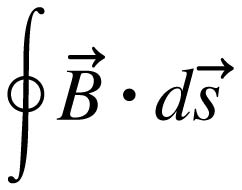 ∮ B⃗ · ds⃗